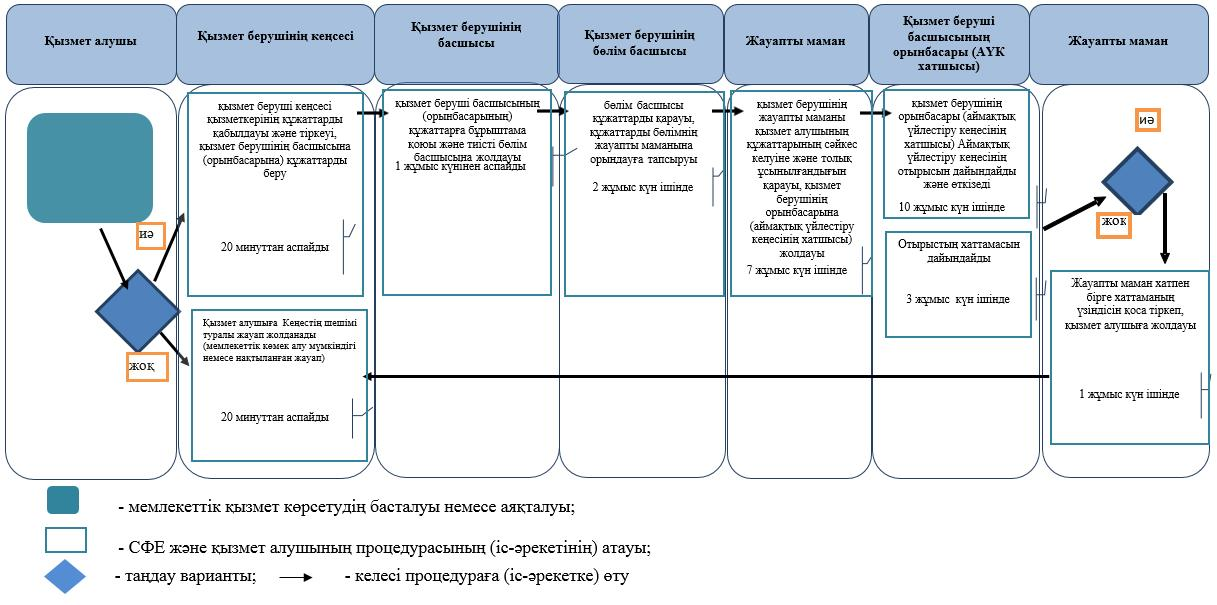 Қызмет алушы
Қызмет берушінің кеңсесі
Қызмет берушінің
басшысы
Қызмет берушінің
бөлім басшысы
Жауапты маман
Қызмет беруші
басшысының
орынбасары (АҮК
хатшысы)
Жауапты маман
иә
жоқ
қызмет беруші кеңсесі
қызметкерінің құжаттарды
қабылдауы және тіркеуі,
қызмет берушінің басшысына
(орынбасарына) құжаттарды
беру
20 минуттан аспайды
Қызмет алушыға Кеңестің шешімі
туралы жауап жолданады
(мемлекеттік көмек алу мүмкіндігі
немесе нақтыланған жауап)
20 минуттан аспайды
қызмет беруші басшысының
(орынбасарының)
құжаттарға бұрыштама
қоюы және тиісті бөлім
басшысына жолдауы
1 жұмыс күнінен аспайды
бөлім басшысы
құжаттарды қарауы,
құжаттарды бөлімнің
жауапты маманына
орындауға тапсыруы
2 жұмыс күн ішінде
қызмет берушінің
жауапты маманы
қызмет алушының
құжаттарының сәйкес
келуіне және толық
ұсынылғандығын
қарауы, қызмет
берушінің
орынбасарына
(аймақтық үйлестіру
кеңесінің хатшысы)
жолдауы
7 жұмыс күн ішінде
қызмет берушінің
орынбасары (аймақтық
үйлестіру кеңесінің
хатшысы) Аймақтық
үйлестіру кеңесінің
отырысын дайындайды
және өткізеді
10 жұмыс күн ішінде
Отырыстың хаттамасын
дайындайды
3 жұмыс күн ішінде
иә
жоқ
Жауапты маман хатпен
бірге хаттаманың
үзіндісін қоса тіркеп,
қызмет алушыға жолдауы
1 жұмыс күн ішінде
- мемлекеттік қызмет көрсетудің басталуы немесе аяқталуы;
- СФЕ және қызмет алушының процедурасының (іс-әрекетінің) атауы;
- таңдау варианты; - келесі процедураға (іс-әрекетке) өту